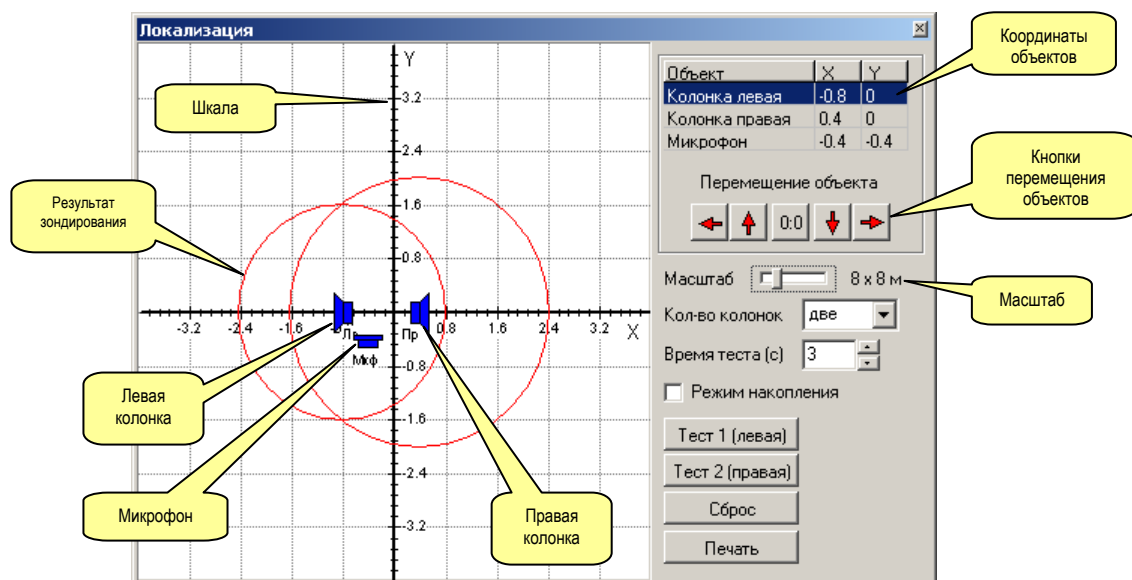 Локализация
Y
Шкала
3.2
2.4
1.6
0.8
-3.2
-2.4
-1.6
0.8
1.6
2.4
3.2
X
Пр
Мкф
-0.8
-1.6
-2.4
-3.2
Результат
зондирования
Левая
колонка
Микрофон
Правая
колонка
Объект X Y
Колонка левая -0.8 0
Колонка правая 0.4 0
Микрофон -0.4 -0.4
Перемещение объекта
0:0
Масштаб 8 x 8 м
Кол-во колонок две
Время теста (с) 3
Режим накопления
Тест 1 (левая)
Тест 2 (правая)
Сброс
Печать
Координаты
объектов
Кнопки
перемещения
объектов
Масштаб